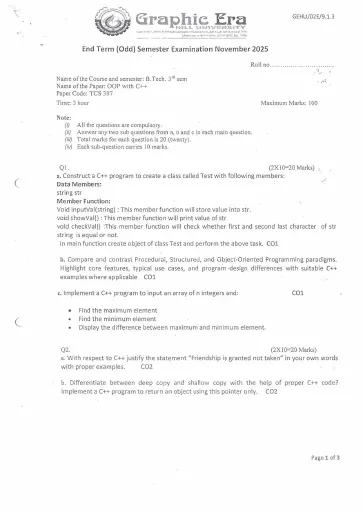 Graphic Era
HILL UNIVERSITY
GEHU/02E/9.1.3
End Term (Odd) Semester Examination November 2025
Roll no
Name of the Course and semester: B.Tech. 3rd sem
Name of the Paper: OOP with C++
Paper Code: TCS 307
Time: 3 hour Maximum Marks: 100
Note:
(i) All the questions are compulsory.
(ii) Answer any two sub questions from a, b and c in each main question.
(iii) Total marks for each question is 20 (twenty).
(iv) Each sub-question carries 10 marks.
Q1. (2X10=20 Marks)
a. Construct a C++ program to create a class called Test with following members:
Data Members:
string str
Member Function:
Void inputVal(string) : This member function will store value into str.
void showVal() : This member function will print value of str
void checkVal() :This member function will check whether first and second last character of str
string is equal or not.
In main function create object of class Test and perform the above task. CO1
b. Compare and contrast Procedural, Structured, and Object-Oriented Programming paradigms.
Highlight core features, typical use cases, and program-design differences with suitable C++
examples where applicable CO1
c. Implement a C++ program to input an array of n integers and: CO1
• Find the maximum element
• Find the minimum element
• Display the difference between maximum and minimum element.
Q2. (2X10=20 Marks)
a. With respect to C++ justify the statement "Friendship is granted not taken" in your own words
with proper examples. CO2
b. Differentiate between deep copy and shallow copy with the help of proper C++ code?
Implement a C++ program to return an object using this pointer only. CO2
Page 1 of 3